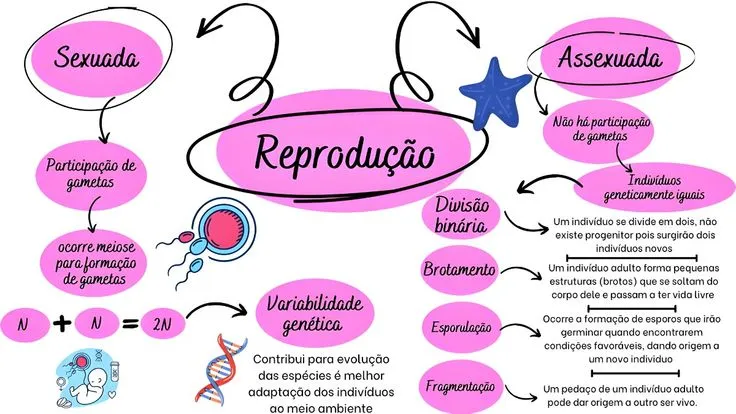 Reprodução
Sexuada
Participação de
gametas
ocorre meiose
para formação
de gametas
N + N = 2N
Variabilidade
genética
Contribui para evolução
das espécies é melhor
adaptação dos indivíduos
ao meio ambiente
Assexuada
Não há participação
de gametas
Indivíduos
geneticamente iguais
Divisão
binária
Um indivíduo se divide em dois, não
existe progenitor pois surgirão dois
indivíduos novos
Brotamento
Um indivíduo adulto forma pequenas
estruturas (brotos) que se soltam do
corpo dele e passam a ter vida livre
Esporulação
Ocorre a formação de esporos que irão
germinar quando encontrarem
condições favoráveis, dando origem a
um novo individuo
Fragmentação
Um pedaço de um indivíduo adulto
pode dar origem a outro ser vivo.